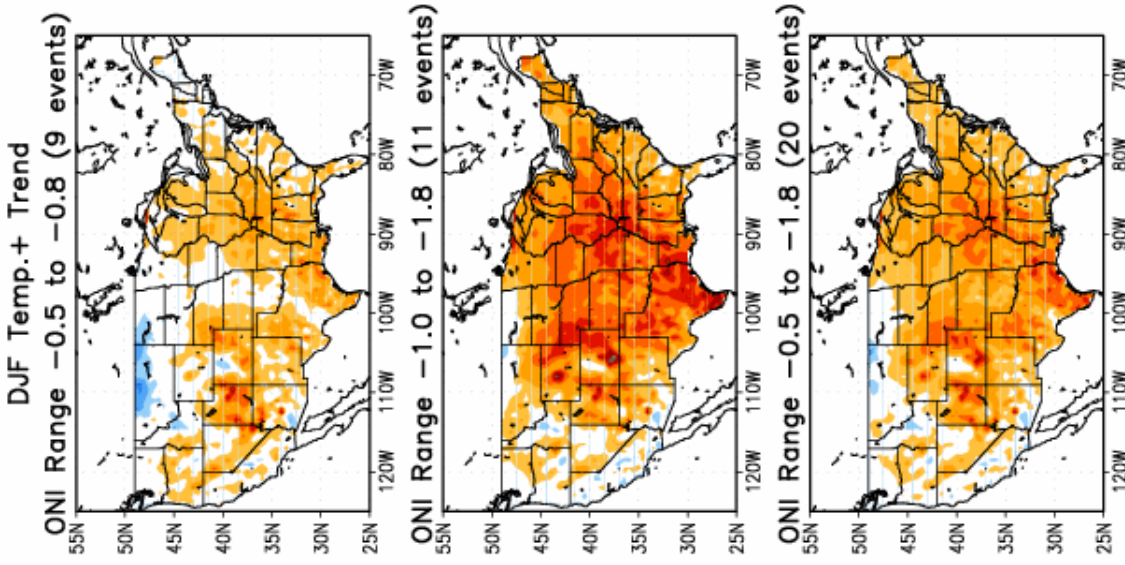 DJF Temp.+ Trend
ONI Range -0.5 to -0.8 (9 events)
55N
50N
45N
40N
35N
30N
25N
120W 110W 100W 90W 80W 70W
ONI Range -1.0 to -1.8 (11 events)
55N
50N
45N
40N
35N
30N
25N
120W 110W 100W 90W 80W 70W
ONI Range -0.5 to -1.8 (20 events)
55N
50N
45N
40N
35N
30N
25N
120W 110W 100W 90W 80W 70W